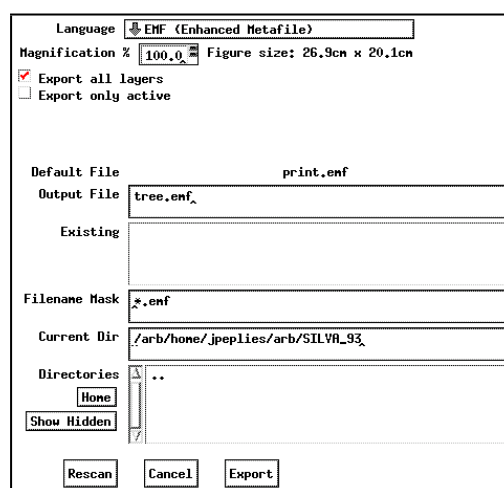 Language EMF (Enhanced Metafile)
Magnification % 100.0 Figure size: 26.9cm x 20.1cm
Export all layers
Export only active
Default File print.emf
Output File tree.emf
Existing
Filename Mask *.emf
Current Dir /arb/home/jpeplies/arb/SILVA_93
Directories ..
Home
Show Hidden
Rescan Cancel Export